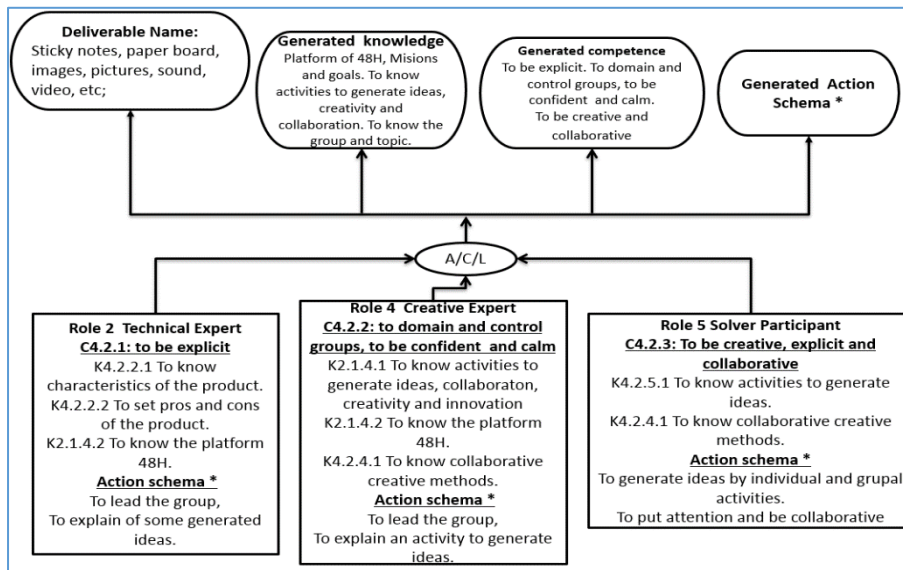 Deliverable Name:
Sticky notes, paper board,
images, pictures, sound,
video, etc;
Generated knowledge
Platform of 48H, Misions
and goals. To know
activities to generate ideas,
creativity and
collaboration. To know the
group and topic.
Generated competence
To be explicit. To domain and
control groups, to be
confident and calm.
To be creative and
collaborative
Generated Action
Schema *
A/C/L
Role 2 Technical Expert
C4.2.1: to be explicit
K4.2.2.1 To know
characteristics of the product.
K4.2.2.2 To set pros and cons
of the product.
K2.1.4.2 To know the platform
48H.
Action schema *
To lead the group,
To explain of some generated
ideas.
Role 4 Creative Expert
C4.2.2: to domain and control
groups, to be confident and calm
K2.1.4.1 To know activities to
generate ideas, collaboraton,
creativity and innovation
K2.1.4.2 To know the platform
48H.
K4.2.4.1 To know collaborative
creative methods.
Action schema *
To lead the group,
To explain an activity to generate
ideas.
Role 5 Solver Participant
C4.2.3: To be creative, explicit and
collaborative
K4.2.5.1 To know activities to generate
ideas.
K4.2.4.1 To know collaborative creative
methods.
Action schema *
To generate ideas by individual and grupal
activities.
To put attention and be collaborative